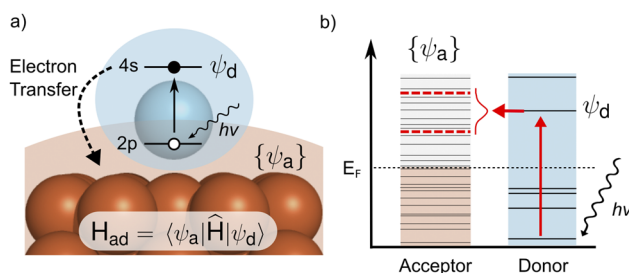 a)
Electron
Transfer
4s
ψd
2p
hν
{ψa}
Had = ⟨ψa|Ĥ|ψd⟩
b)
{ψa}
ψd
EF
hν
Acceptor
Donor